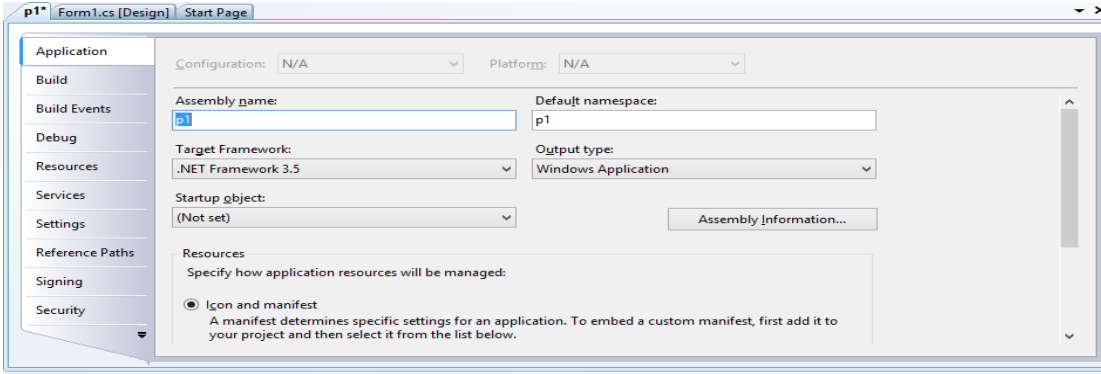 p1* Form1.cs [Design] Start Page
Application
Build
Build Events
Debug
Resources
Services
Settings
Reference Paths
Signing
Security
Configuration: N/A Platform: N/A
Assembly name: Default namespace:
p1 p1
Target Framework: Output type:
.NET Framework 3.5 Windows Application
Startup object:
(Not set) Assembly Information...
Resources
Specify how application resources will be managed:
Icon and manifest
A manifest determines specific settings for an application. To embed a custom manifest, first add it to
your project and then select it from the list below.